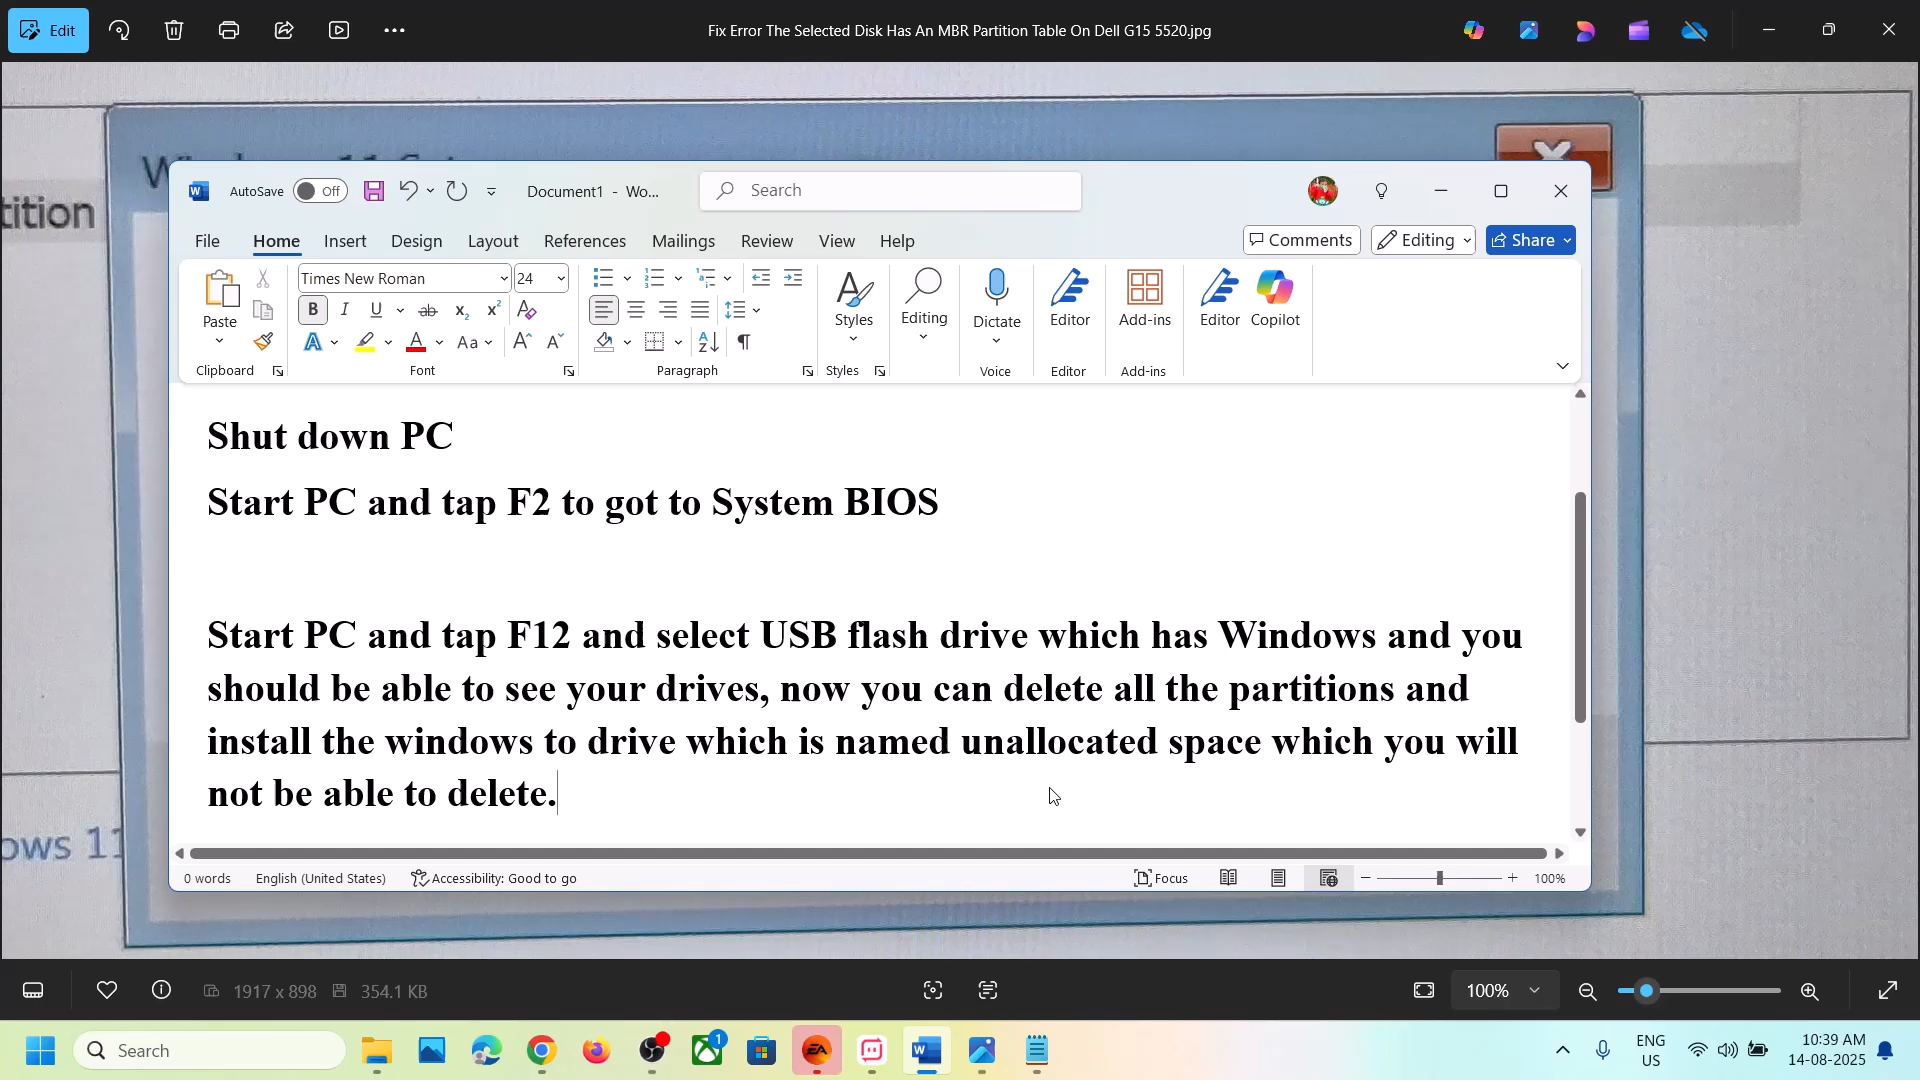 Edit
Fix Error The Selected Disk Has An MBR Partition Table On Dell G15 5520.jpg
tition
AutoSave Off Document1 - Wo... Search
File Home Insert Design Layout References Mailings Review View Help Comments Editing Share
Times New Roman 24
Paste Styles Editing Dictate Editor Add-ins Editor Copilot
Clipboard Font Paragraph Styles Voice Editor Add-ins
Shut down PC
Start PC and tap F2 to got to System BIOS
Start PC and tap F12 and select USB flash drive which has Windows and you
should be able to see your drives, now you can delete all the partitions and
install the windows to drive which is named unallocated space which you will
not be able to delete.
ows 11
0 words English (United States) Accessibility: Good to go Focus 100%
1917 x 898 354.1 KB 100%
Search 1 ENG 10:39 AM
US 14-08-2025